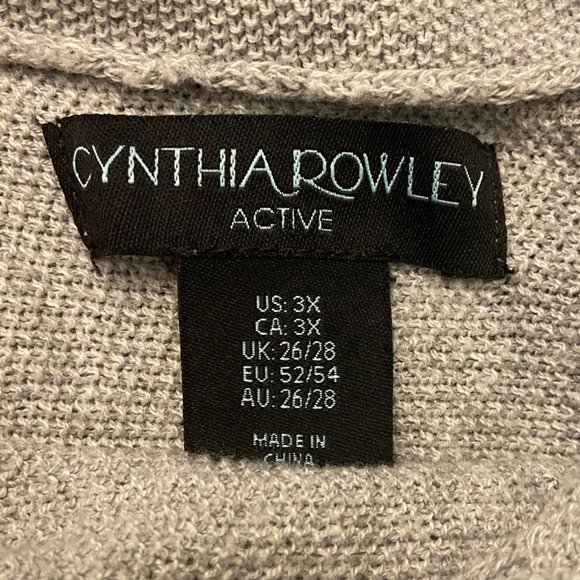 CYNTHIA ROWLEY
ACTIVE
US: 3X
CA: 3X
UK: 26/28
EU: 52/54
AU: 26/28
MADE IN
CHINA